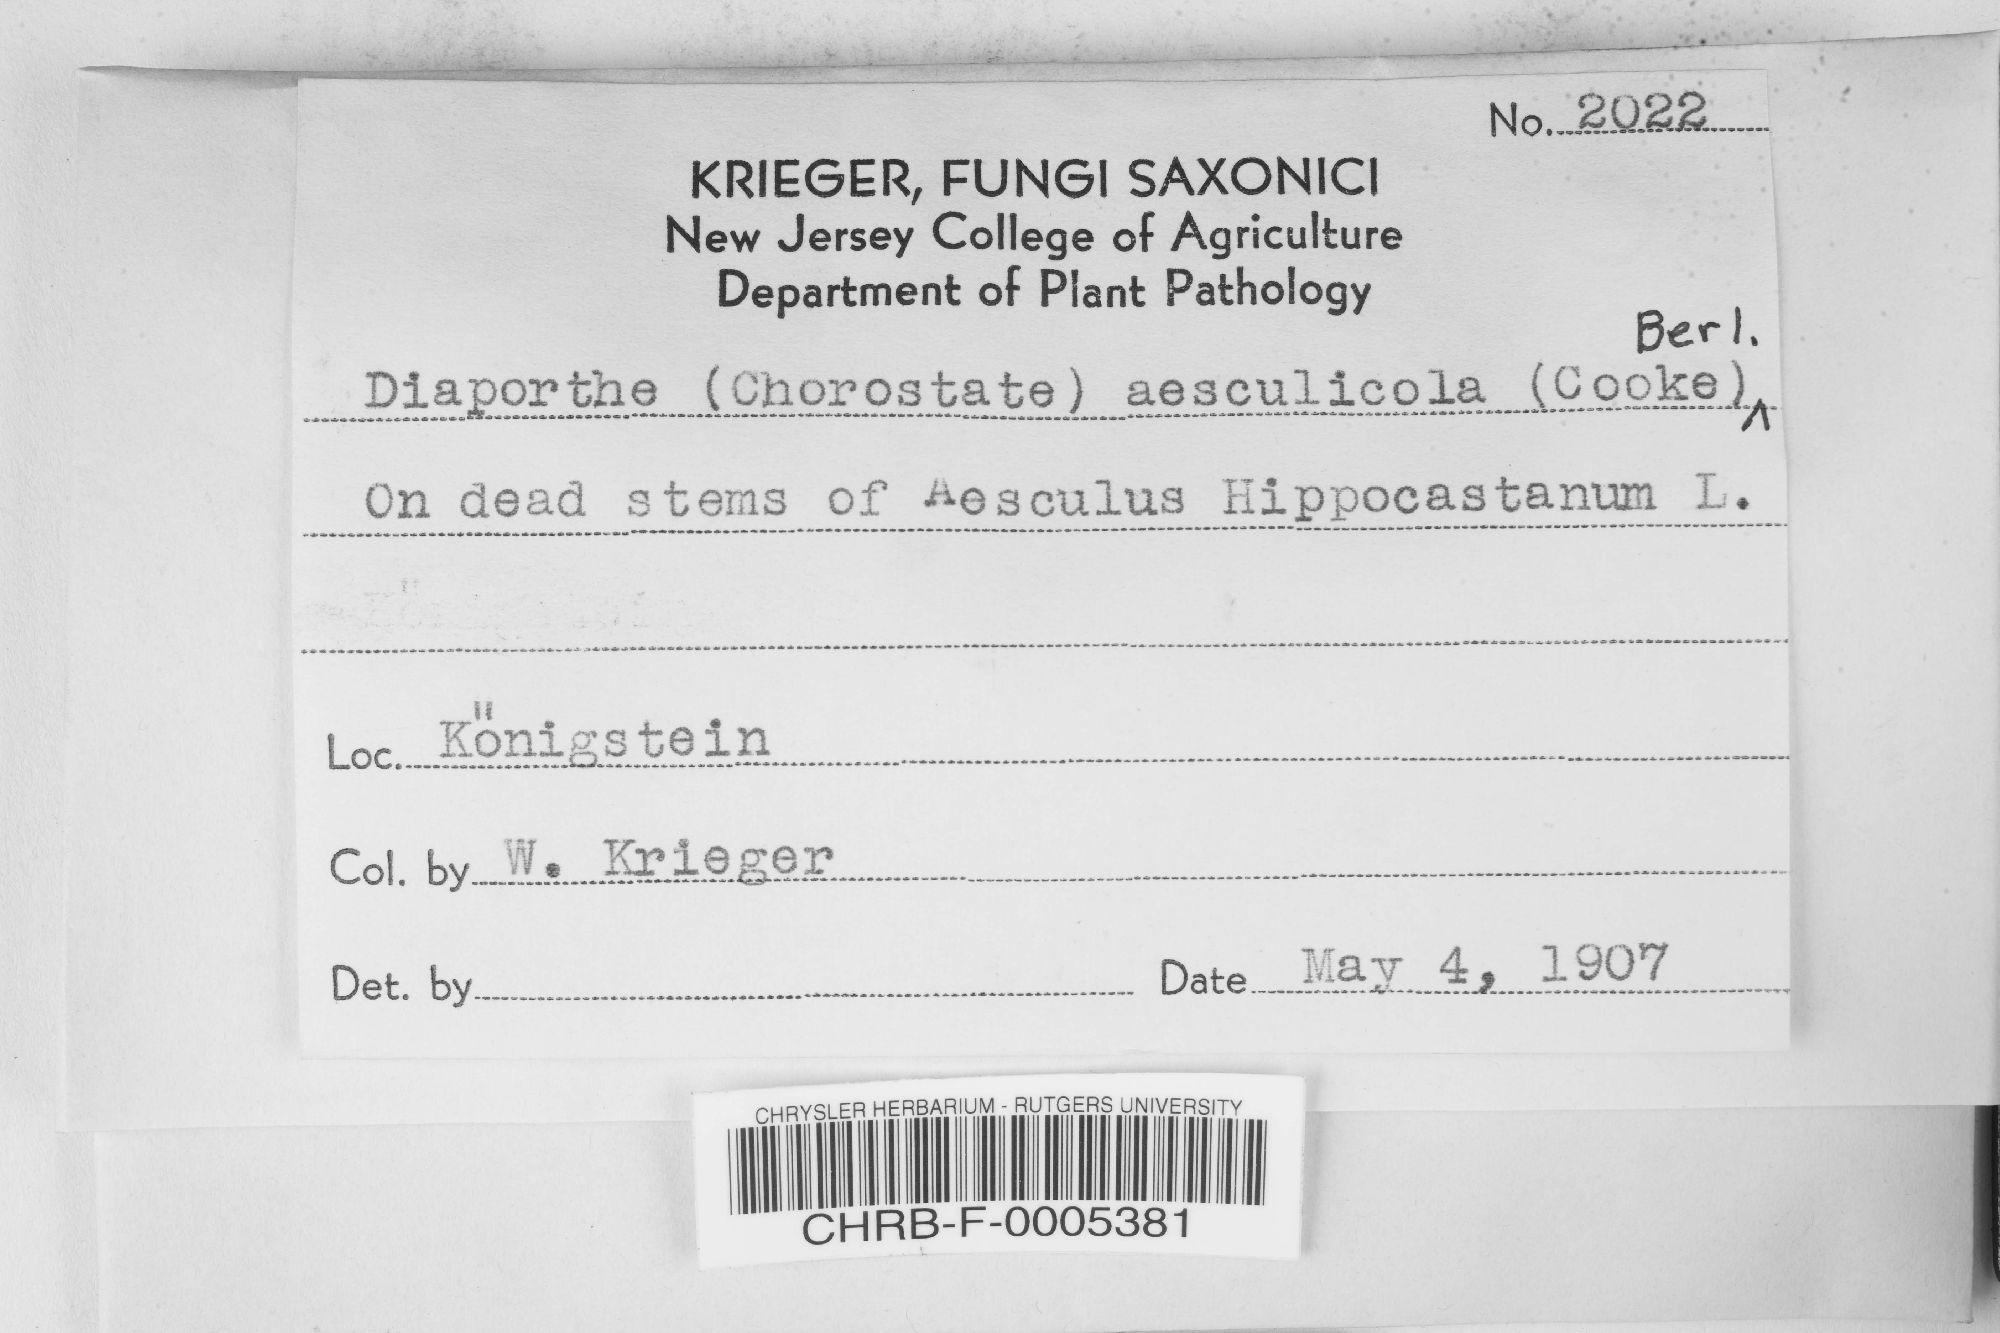 No. 2022
KRIEGER, FUNGI SAXONICI
New Jersey College of Agriculture
Department of Plant Pathology
Berl.
Diaporthe (Chorostate) aesculicola (Cooke)^
On dead stems of Aesculus Hippocastanum L.
Loc. Königstein
Col. by W. Krieger
Det. by Date May 4, 1907
CHRYSLER HERBARIUM - RUTGERS UNIVERSITY
CHRB-F-0005381